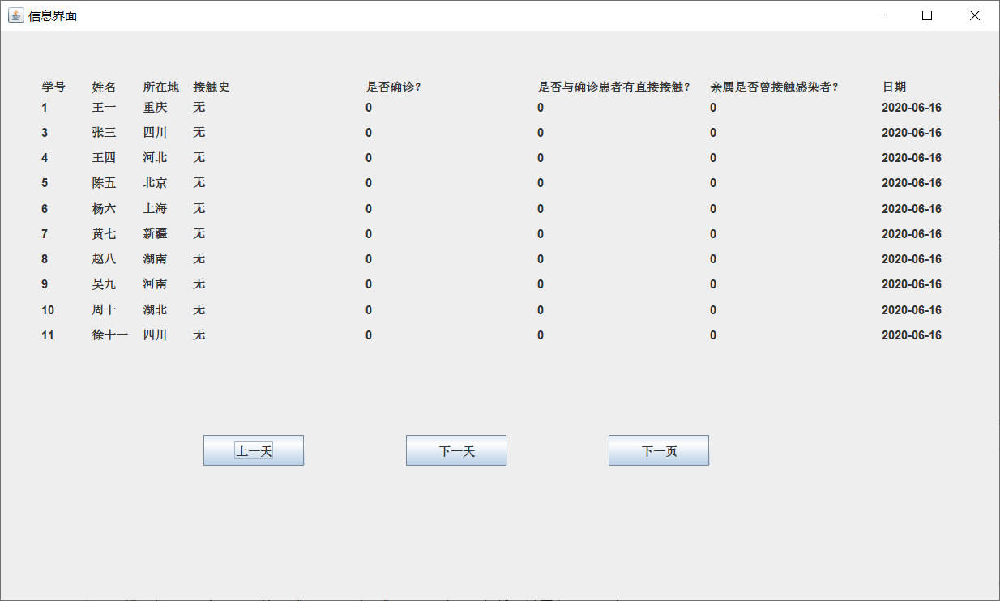 信息界面
学号 姓名 所在地 接触史 是否确诊? 是否与确诊患者有直接接触? 亲属是否曾接触感染者? 日期
1 王一 重庆 无 0 0 0 2020-06-16
3 张三 四川 无 0 0 0 2020-06-16
4 王四 河北 无 0 0 0 2020-06-16
5 陈五 北京 无 0 0 0 2020-06-16
6 杨六 上海 无 0 0 0 2020-06-16
7 黄七 新疆 无 0 0 0 2020-06-16
8 赵八 湖南 无 0 0 0 2020-06-16
9 吴九 河南 无 0 0 0 2020-06-16
10 周十 湖北 无 0 0 0 2020-06-16
11 徐十一 四川 无 0 0 0 2020-06-16
上一天 下一天 下一页